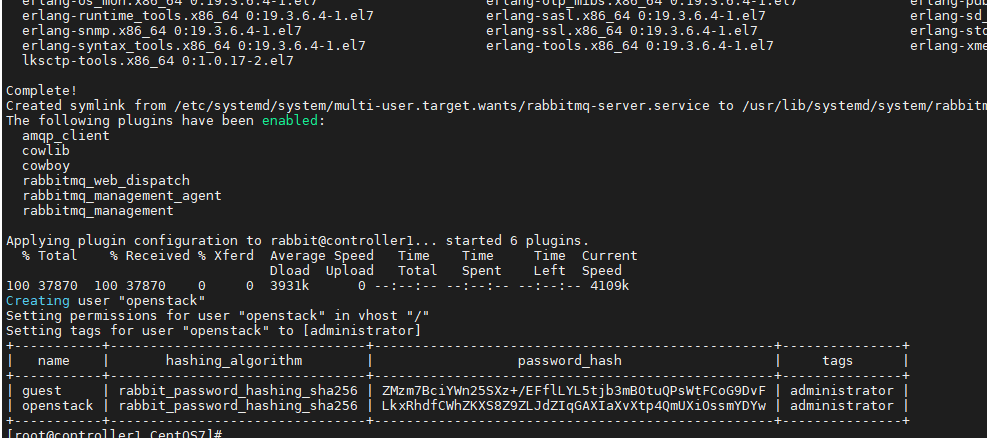 erlang-os_mon.x86_64 0:19.3.6.4-1.el7 erlang-otp_mibs.x86_64 0:19.3.6.4-1.el7 erlang-pub
erlang-runtime_tools.x86_64 0:19.3.6.4-1.el7 erlang-sasl.x86_64 0:19.3.6.4-1.el7 erlang-sd_
erlang-snmp.x86_64 0:19.3.6.4-1.el7 erlang-ssl.x86_64 0:19.3.6.4-1.el7 erlang-std
erlang-syntax_tools.x86_64 0:19.3.6.4-1.el7 erlang-tools.x86_64 0:19.3.6.4-1.el7 erlang-xme
lksctp-tools.x86_64 0:1.0.17-2.el7
Complete!
Created symlink from /etc/systemd/system/multi-user.target.wants/rabbitmq-server.service to /usr/lib/systemd/system/rabbitm
The following plugins have been enabled:
amqp_client
cowlib
cowboy
rabbitmq_web_dispatch
rabbitmq_management_agent
rabbitmq_management
Applying plugin configuration to rabbit@controller1... started 6 plugins.
% Total % Received % Xferd Average Speed Time Time Time Current
Dload Upload Total Spent Left Speed
100 37870 100 37870 0 0 3931k 0 --:--:-- --:--:-- --:--:-- 4109k
Creating user "openstack"
Setting permissions for user "openstack" in vhost "/"
Setting tags for user "openstack" to [administrator]
+-----------+--------------------------------+--------------------------------------------------+---------------+
| name | hashing_algorithm | password_hash | tags |
+-----------+--------------------------------+--------------------------------------------------+---------------+
| guest | rabbit_password_hashing_sha256 | ZMzm7BciYWn25SXz+/EFflLYL5tjb3mBOtuQPsWtFCoG9DvF | administrator |
| openstack | rabbit_password_hashing_sha256 | LkxRhdfCWhZKXS8Z9ZLJdZIqGAXIaXvXtp4QmUXiOssmYDYw | administrator |
+-----------+--------------------------------+--------------------------------------------------+---------------+
[root@controller1 CentOS7]#